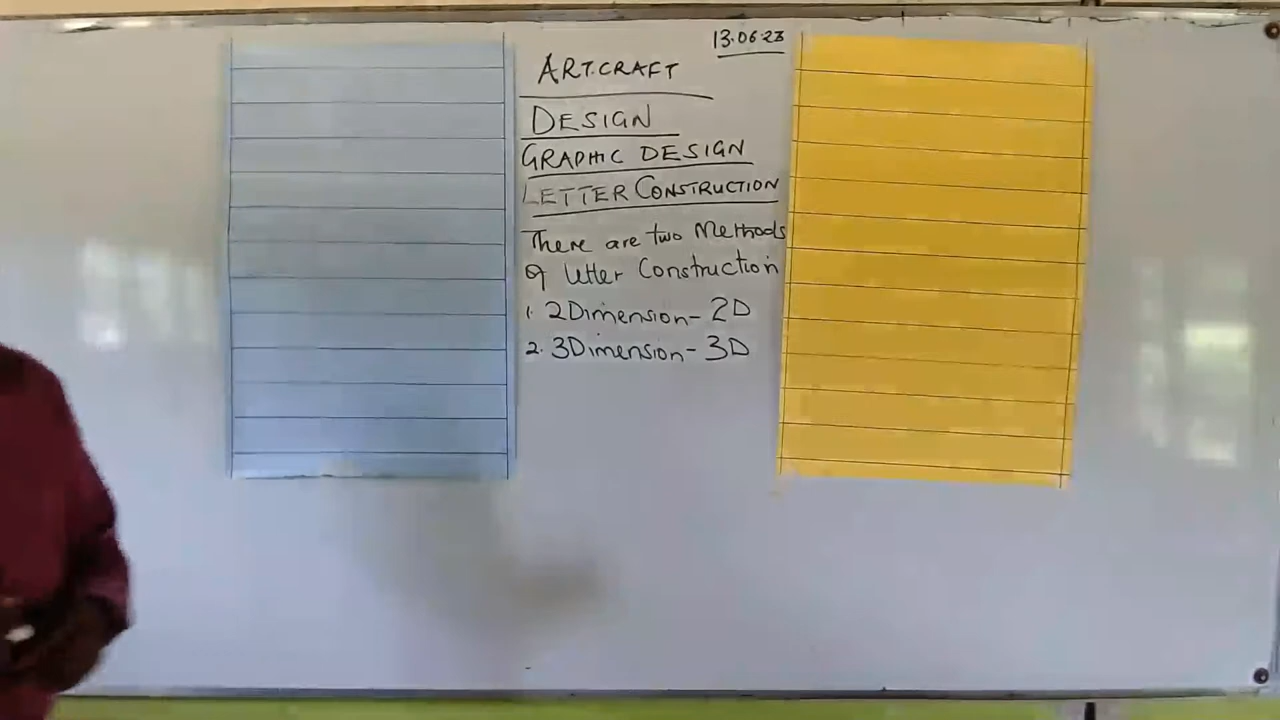 13.06.23
ART.CRAFT
DESIGN
GRAPHIC DESIGN
LETTER CONSTRUCTION
There are two Methods
of letter Construction
1. 2Dimension - 2D
2. 3Dimension - 3D